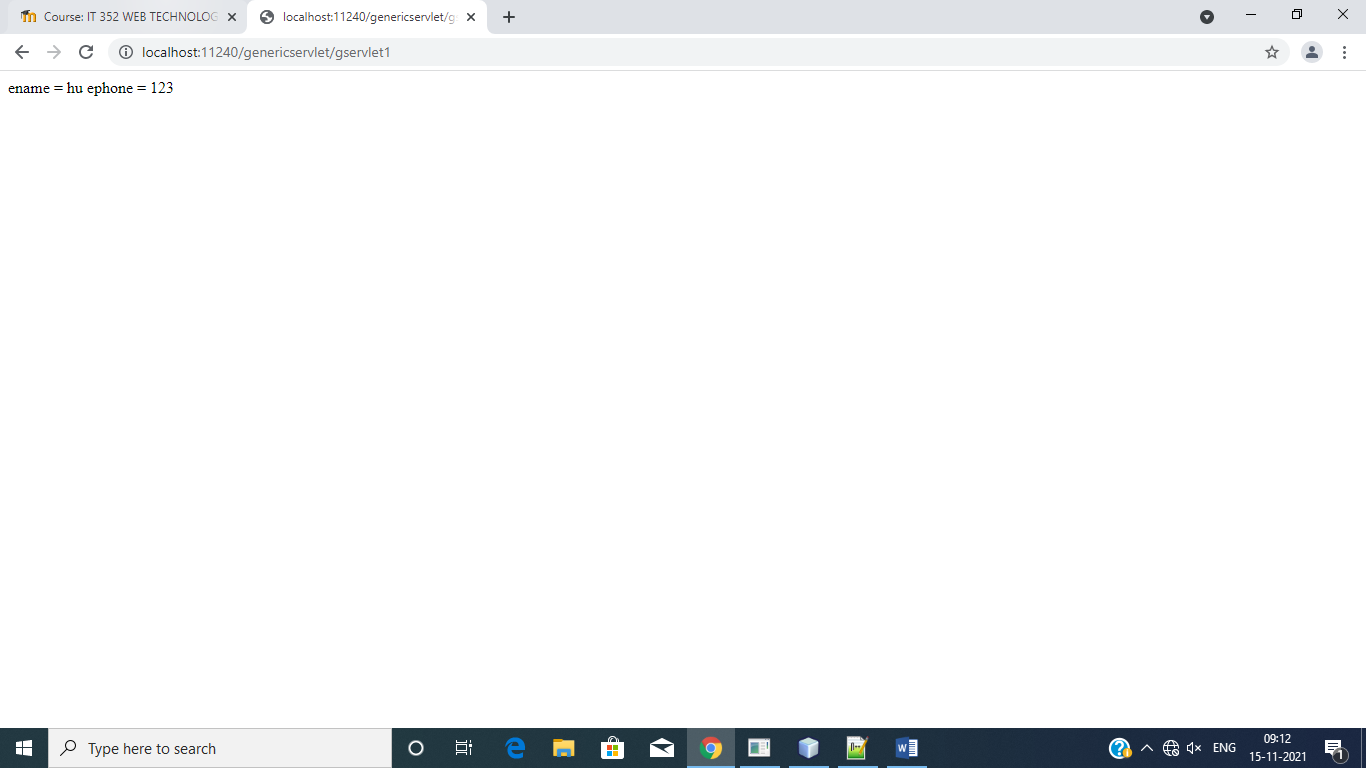 Course: IT 352 WEB TECHNOLOG
localhost:11240/genericservlet/g
localhost:11240/genericservlet/gservlet1
ename = hu ephone = 123
Type here to search
ENG
09:12
15-11-2021
1